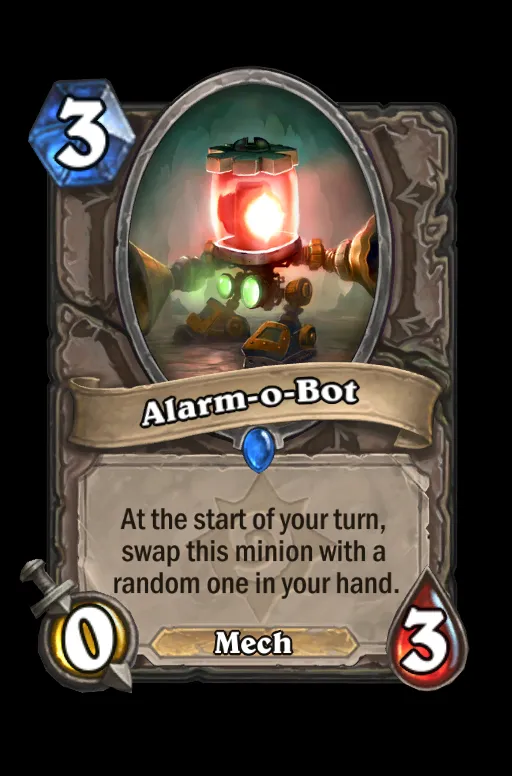 3
Alarm-o-Bot
At the start of your turn,
swap this minion with a
random one in your hand.
0
Mech
3